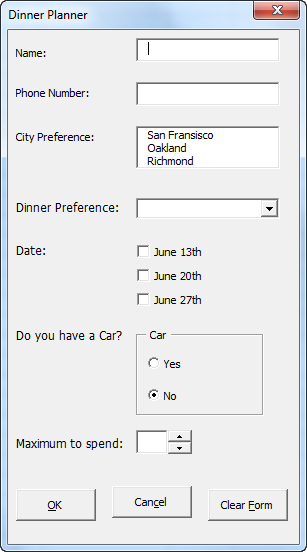 Dinner Planner
Name:
Phone Number:
City Preference:
San Fransisco
Oakland
Richmond
Dinner Preference:
Date:
June 13th
June 20th
June 27th
Do you have a Car?
Car
Yes
No
Maximum to spend:
OK
Cancel
Clear Form